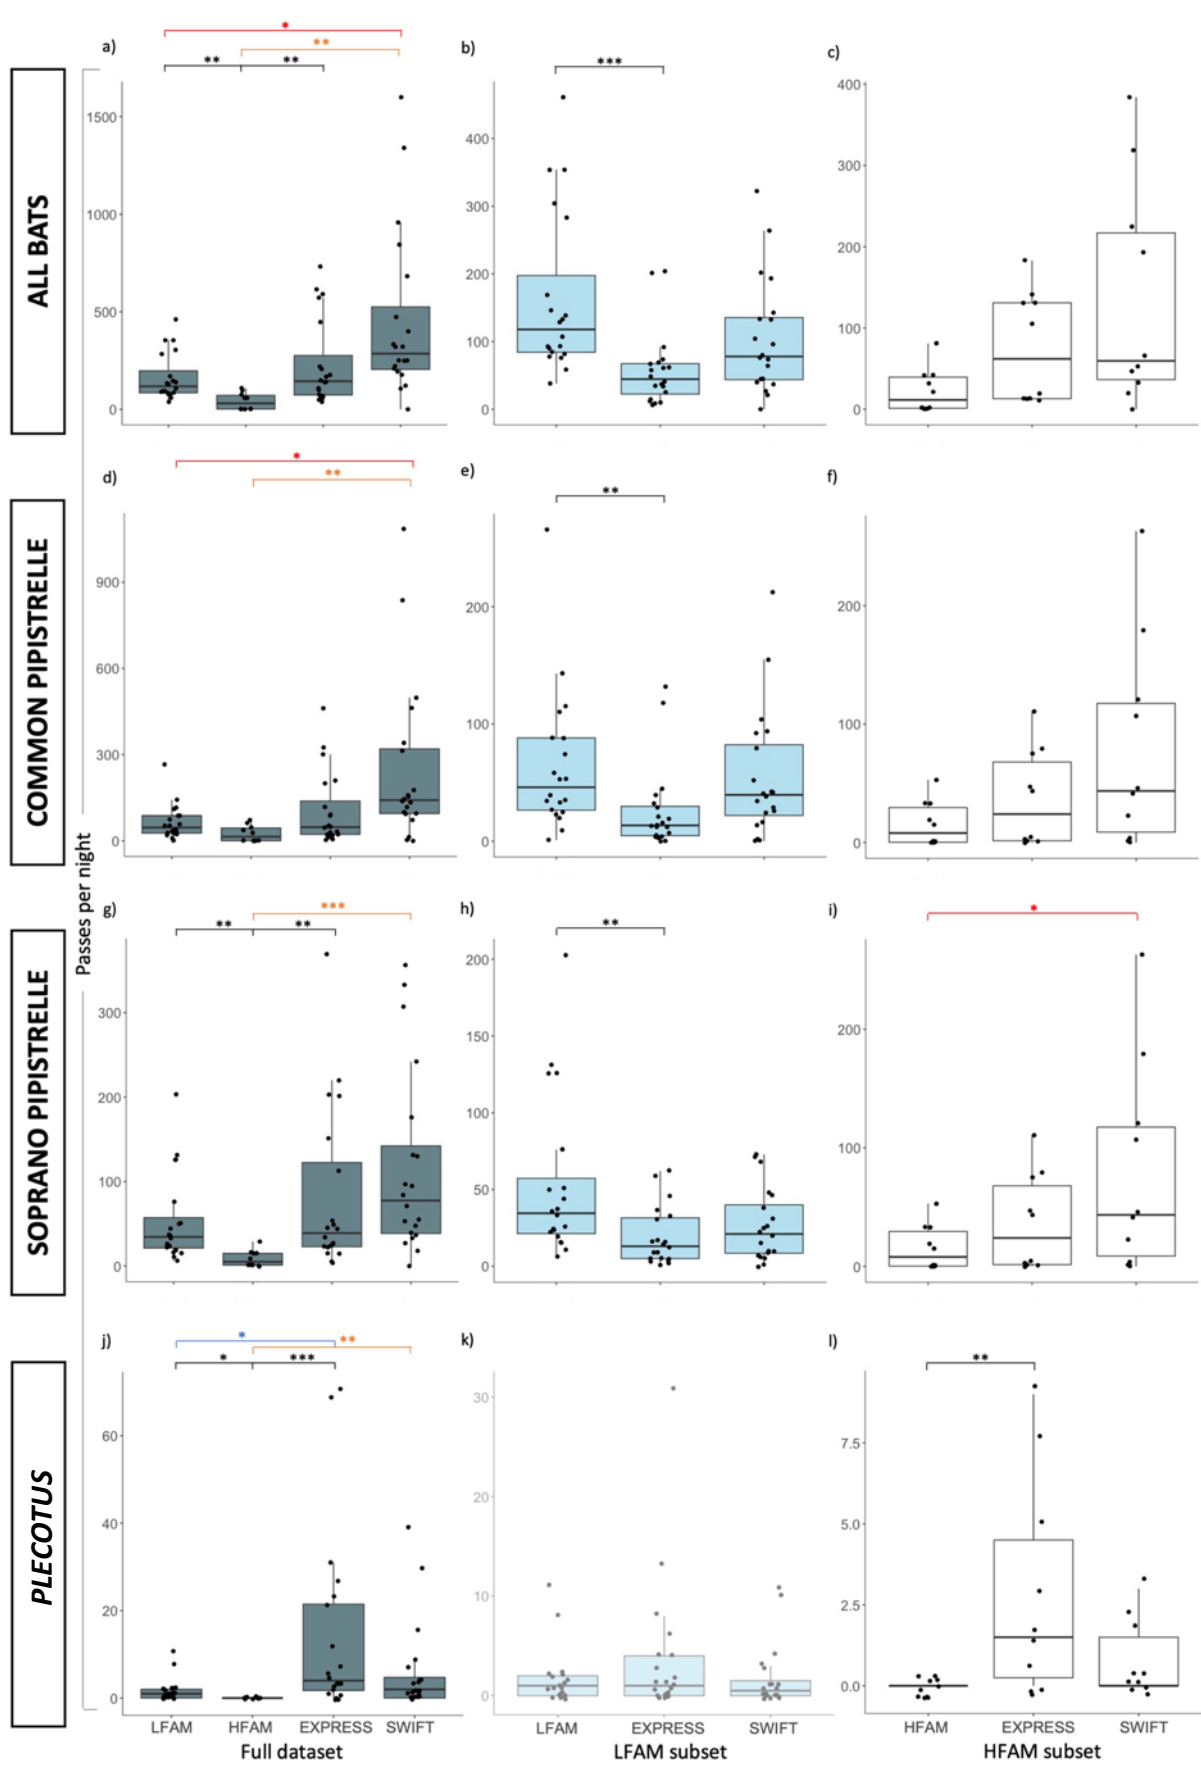 ALL BATS
COMMON PIPISTRELLE
SOPRANO PIPISTRELLE
PLECOTUS
Passes per night
a)
*
**
**
**
1500
1000
500
0
b)
***
400
300
200
100
0
c)
400
300
200
100
0
d)
*
**
900
600
300
0
e)
**
200
100
0
f)
200
100
0
g)
***
**
**
300
200
100
0
h)
**
200
150
100
50
0
i)
*
200
100
0
j)
*
**
*
***
60
40
20
0
LFAM HFAM EXPRESS SWIFT
Full dataset
k)
30
20
10
0
LFAM EXPRESS SWIFT
LFAM subset
l)
**
7.5
5.0
2.5
0.0
HFAM EXPRESS SWIFT
HFAM subset